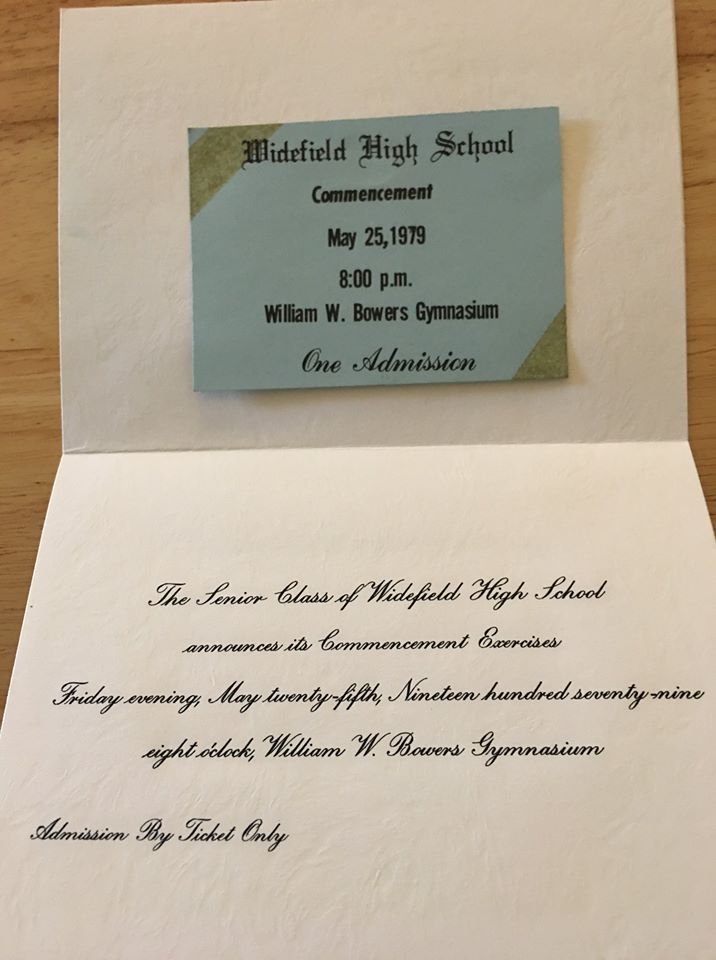 Widefield High School
Commencement
May 25,1979
8:00 p.m.
William W. Bowers Gymnasium
One Admission
The Senior Class of Widefield High School
announces its Commencement Exercises
Friday evening, May twenty-fifth, Nineteen hundred seventy-nine
eight o'clock, William W. Bowers Gymnasium
Admission By Ticket Only